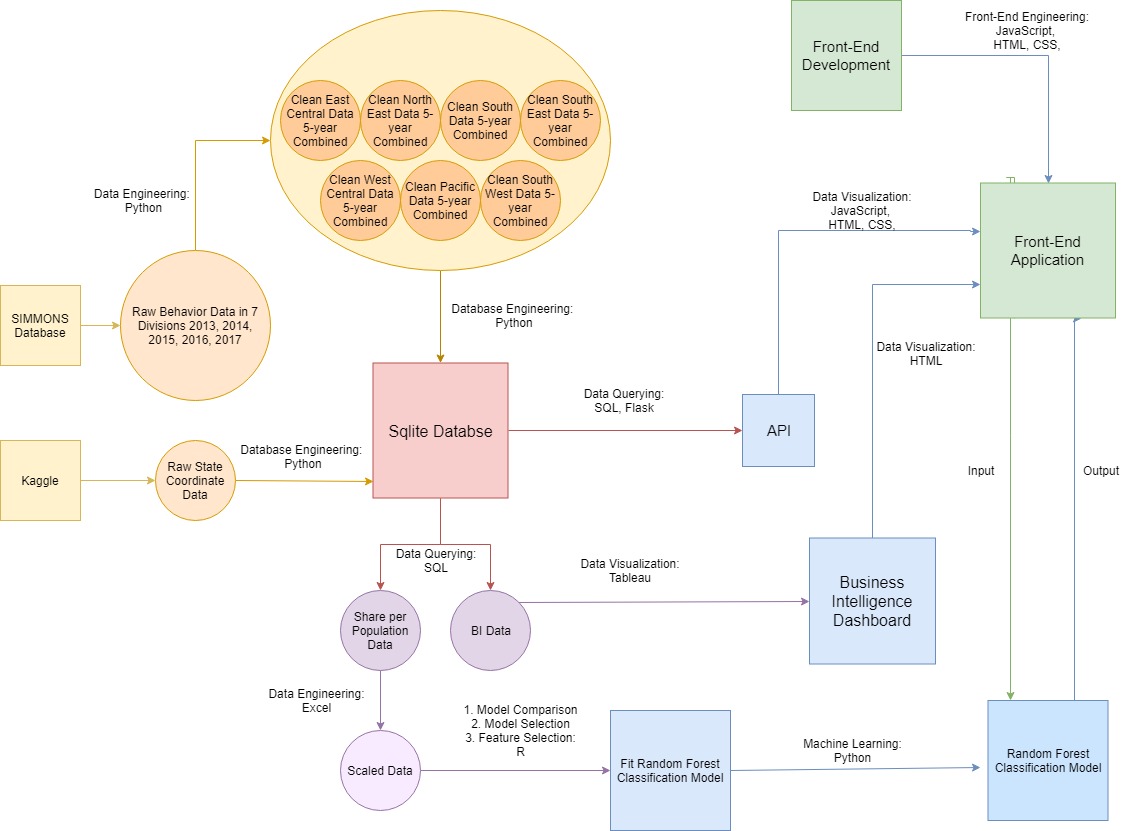 Front-End Engineering:
JavaScript,
HTML, CSS,
Front-End
Development
Clean East
Central Data
5-year
Combined
Clean North
East Data 5-
year
Combined
Clean South
Data 5-year
Combined
Clean South
East Data 5-
year
Combined
Clean West
Central Data
5-year
Combined
Clean Pacific
Data 5-year
Combined
Clean South
West Data 5-
year
Combined
Data Engineering:
Python
Data Visualization:
JavaScript,
HTML, CSS,
Front-End
Application
SIMMONS
Database
Raw Behavior Data in 7
Divisions 2013, 2014,
2015, 2016, 2017
Database Engineering:
Python
Data Visualization:
HTML
Sqlite Databse
Data Querying:
SQL, Flask
API
Kaggle
Raw State
Coordinate
Data
Database Engineering:
Python
Input
Output
Data Querying:
SQL
Share per
Population
Data
BI Data
Data Visualization:
Tableau
Business
Intelligence
Dashboard
Data Engineering:
Excel
Scaled Data
1. Model Comparison
2. Model Selection
3. Feature Selection:
R
Fit Random Forest
Classification Model
Machine Learning:
Python
Random Forest
Classification Model